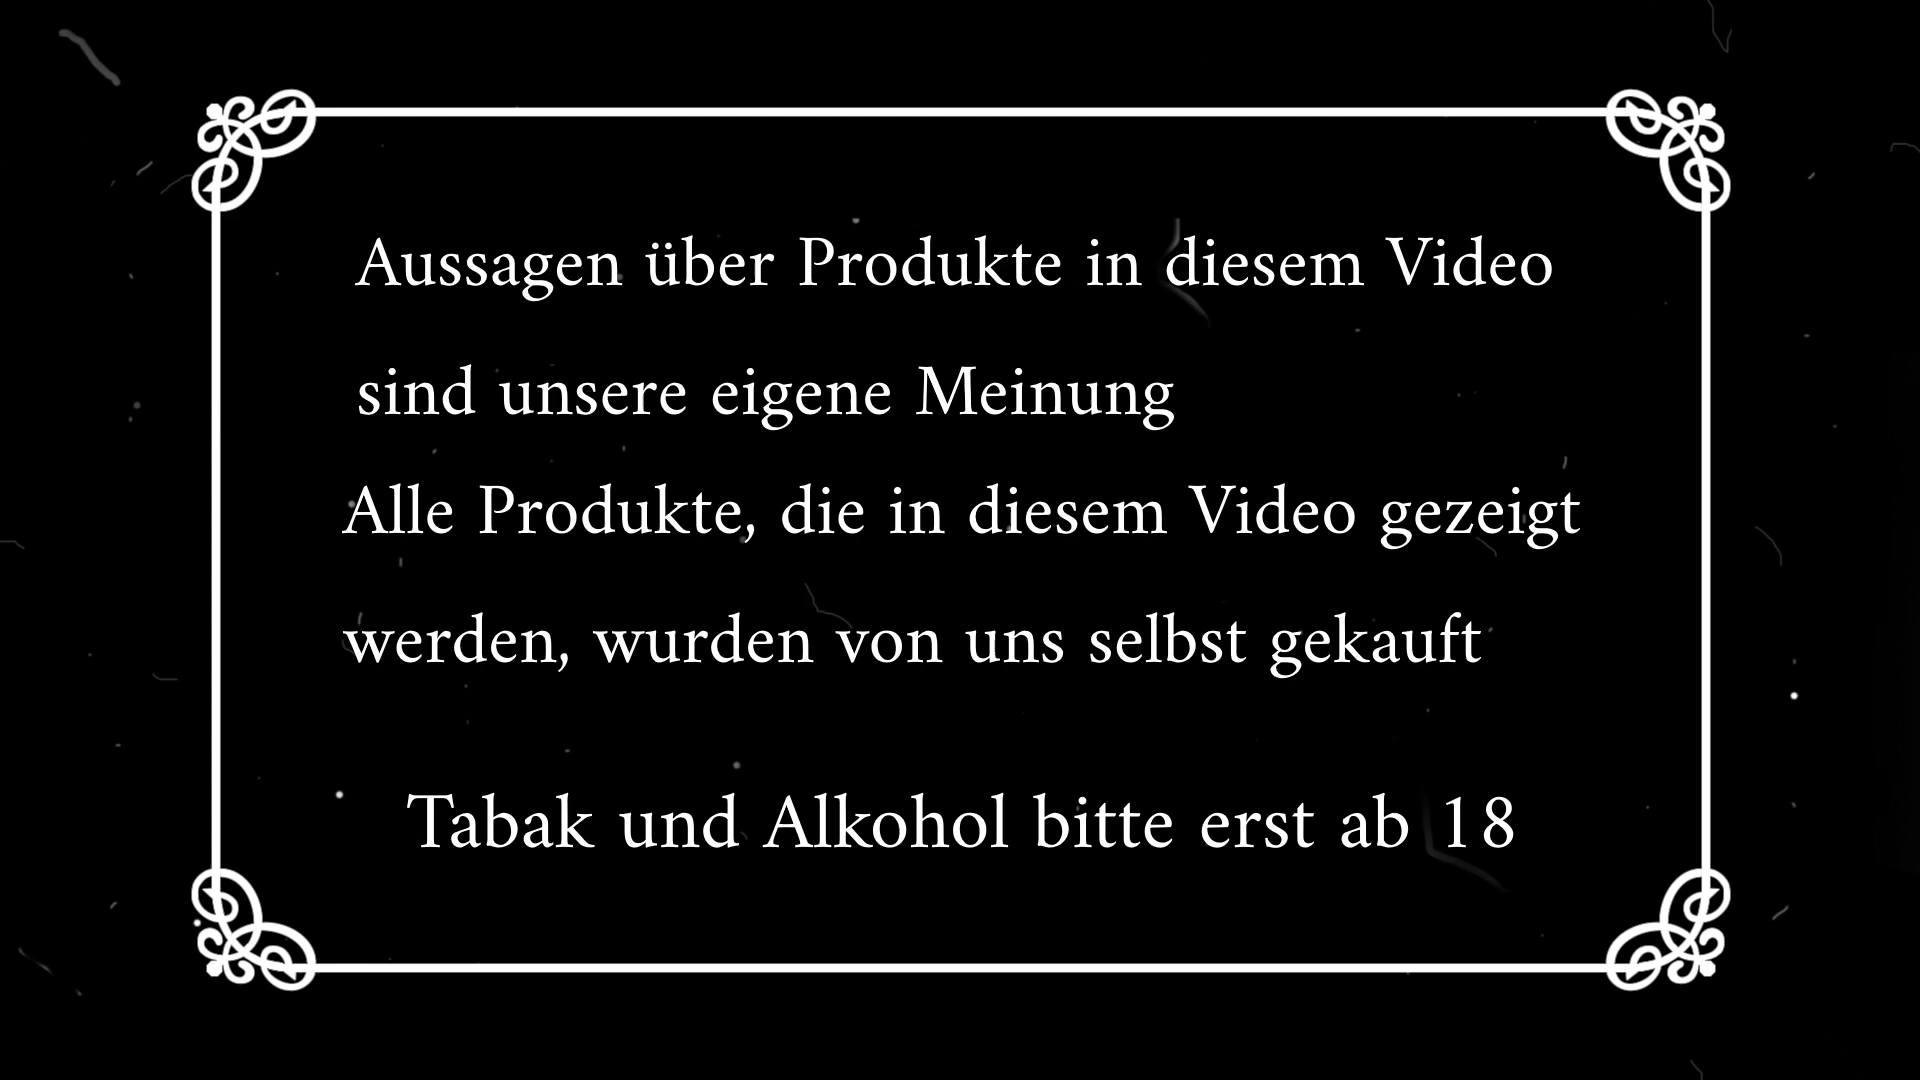 Aussagen über Produkte in diesem Video
sind unsere eigene Meinung
Alle Produkte, die in diesem Video gezeigt
werden, wurden von uns selbst gekauft
Tabak und Alkohol bitte erst ab 18